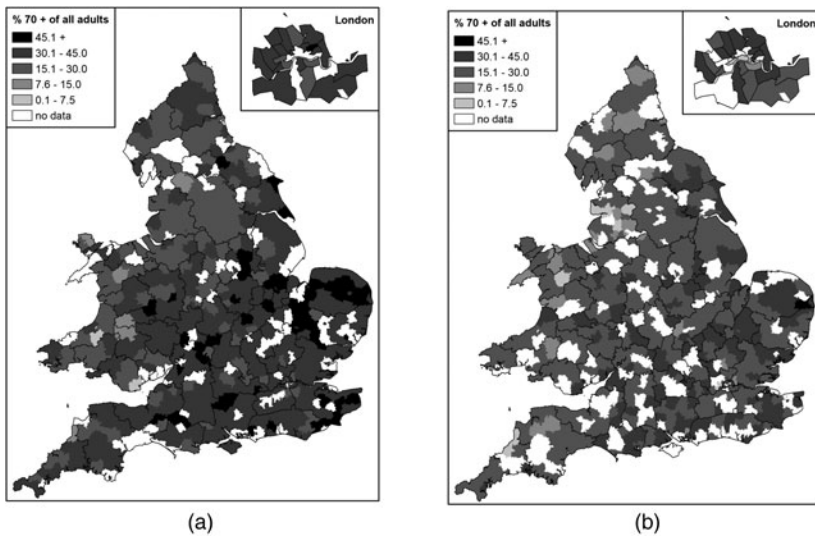 % 70 + of all adults
45.1 +
30.1 - 45.0
15.1 - 30.0
7.6 - 15.0
0.1 - 7.5
no data
London
(a)
% 70 + of all adults
45.1 +
30.1 - 45.0
15.1 - 30.0
7.6 - 15.0
0.1 - 7.5
no data
London
(b)